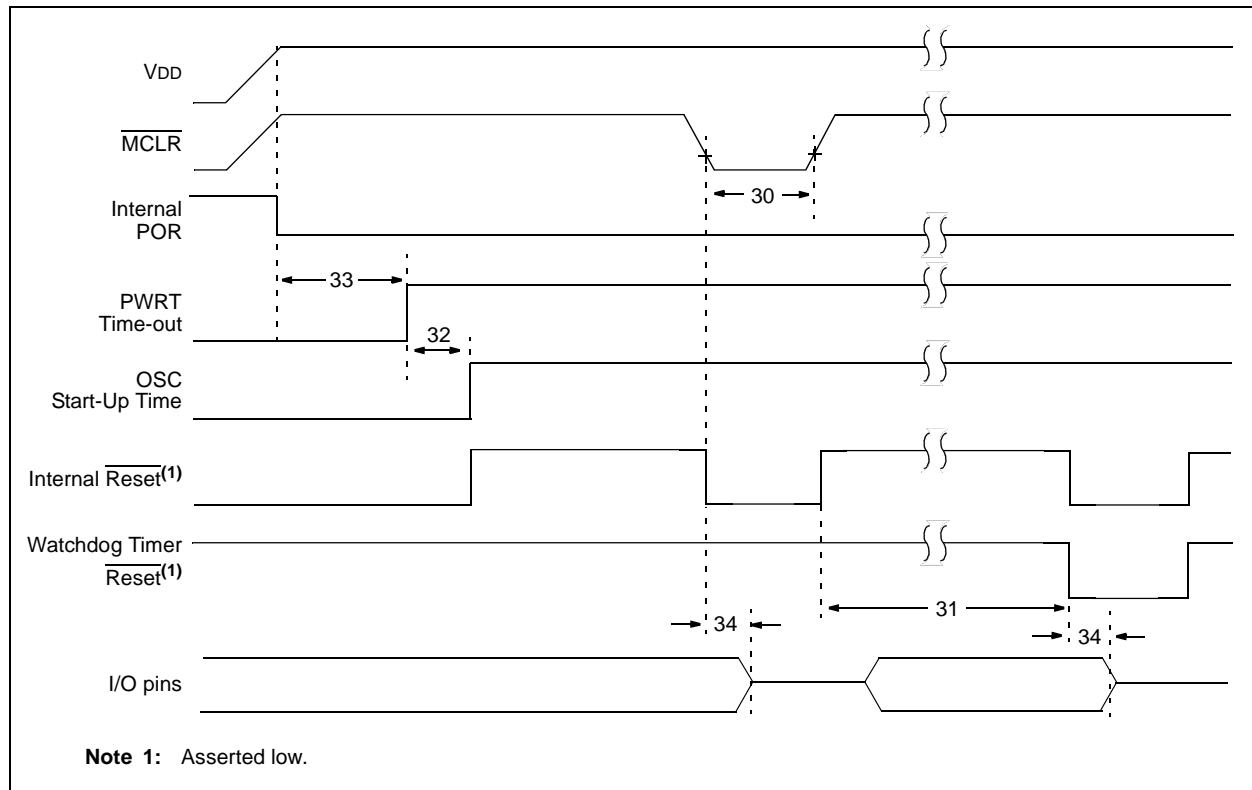 VDD
MCLR
30
Internal
POR
33
PWRT
Time-out
32
OSC
Start-Up Time
Internal Reset(1)
Watchdog Timer
Reset(1)
31
34
34
I/O pins
Note 1: Asserted low.